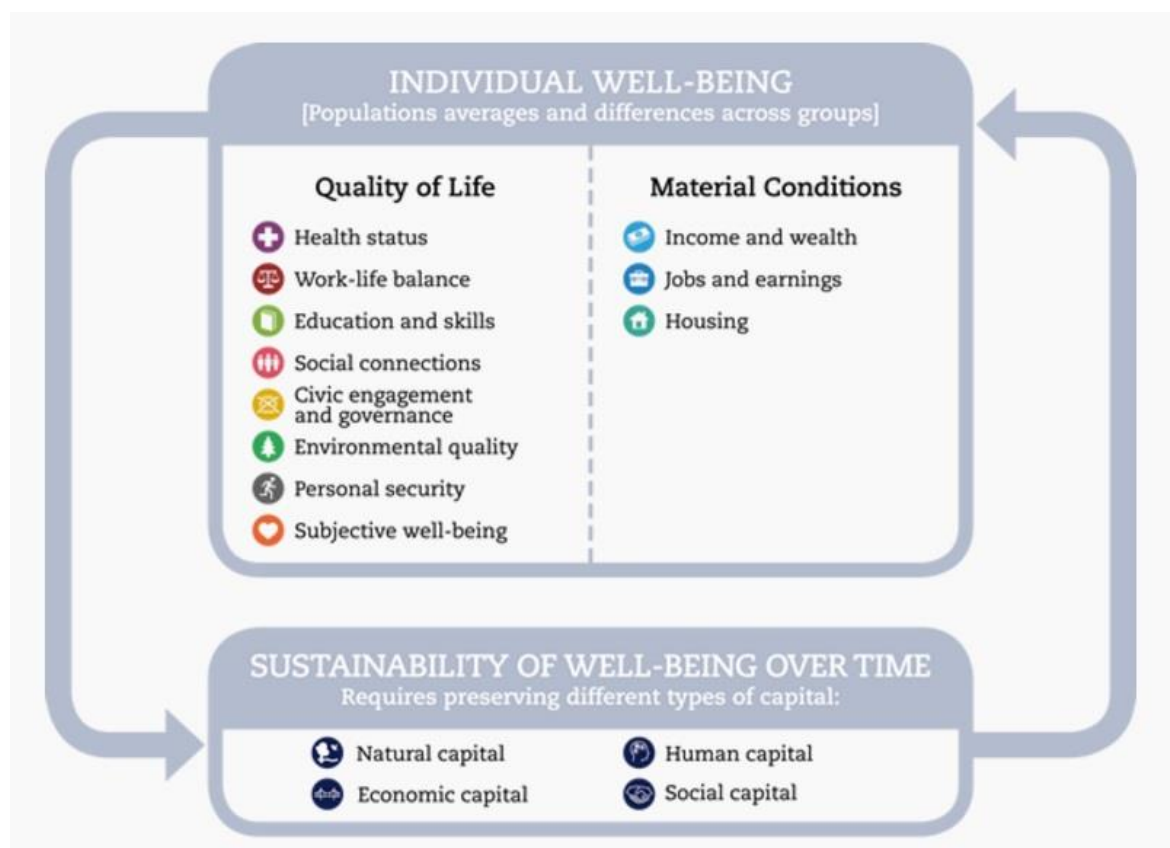 INDIVIDUAL WELL-BEING
[Populations averages and differences across groups]
Quality of Life
Health status
Work-life balance
Education and skills
Social connections
Civic engagement
and governance
Environmental quality
Personal security
Subjective well-being
Material Conditions
Income and wealth
Jobs and earnings
Housing
SUSTAINABILITY OF WELL-BEING OVER TIME
Requires preserving different types of capital:
Natural capital
Economic capital
Human capital
Social capital